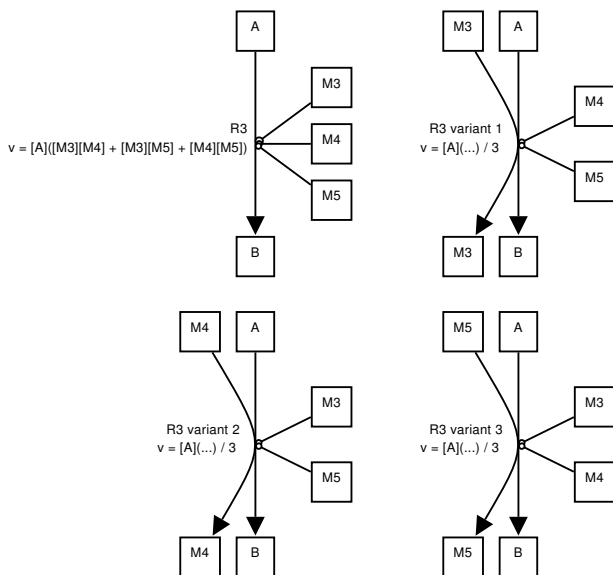 A
M3
R3
M4
v = [A]([M3][M4] + [M3][M5] + [M4][M5])
M5
B
M3
A
M4
R3 variant 1
v = [A](...) / 3
M5
M3
B
M4
A
M3
R3 variant 2
v = [A](...) / 3
M5
M4
B
M5
A
M3
R3 variant 3
v = [A](...) / 3
M4
M5
B